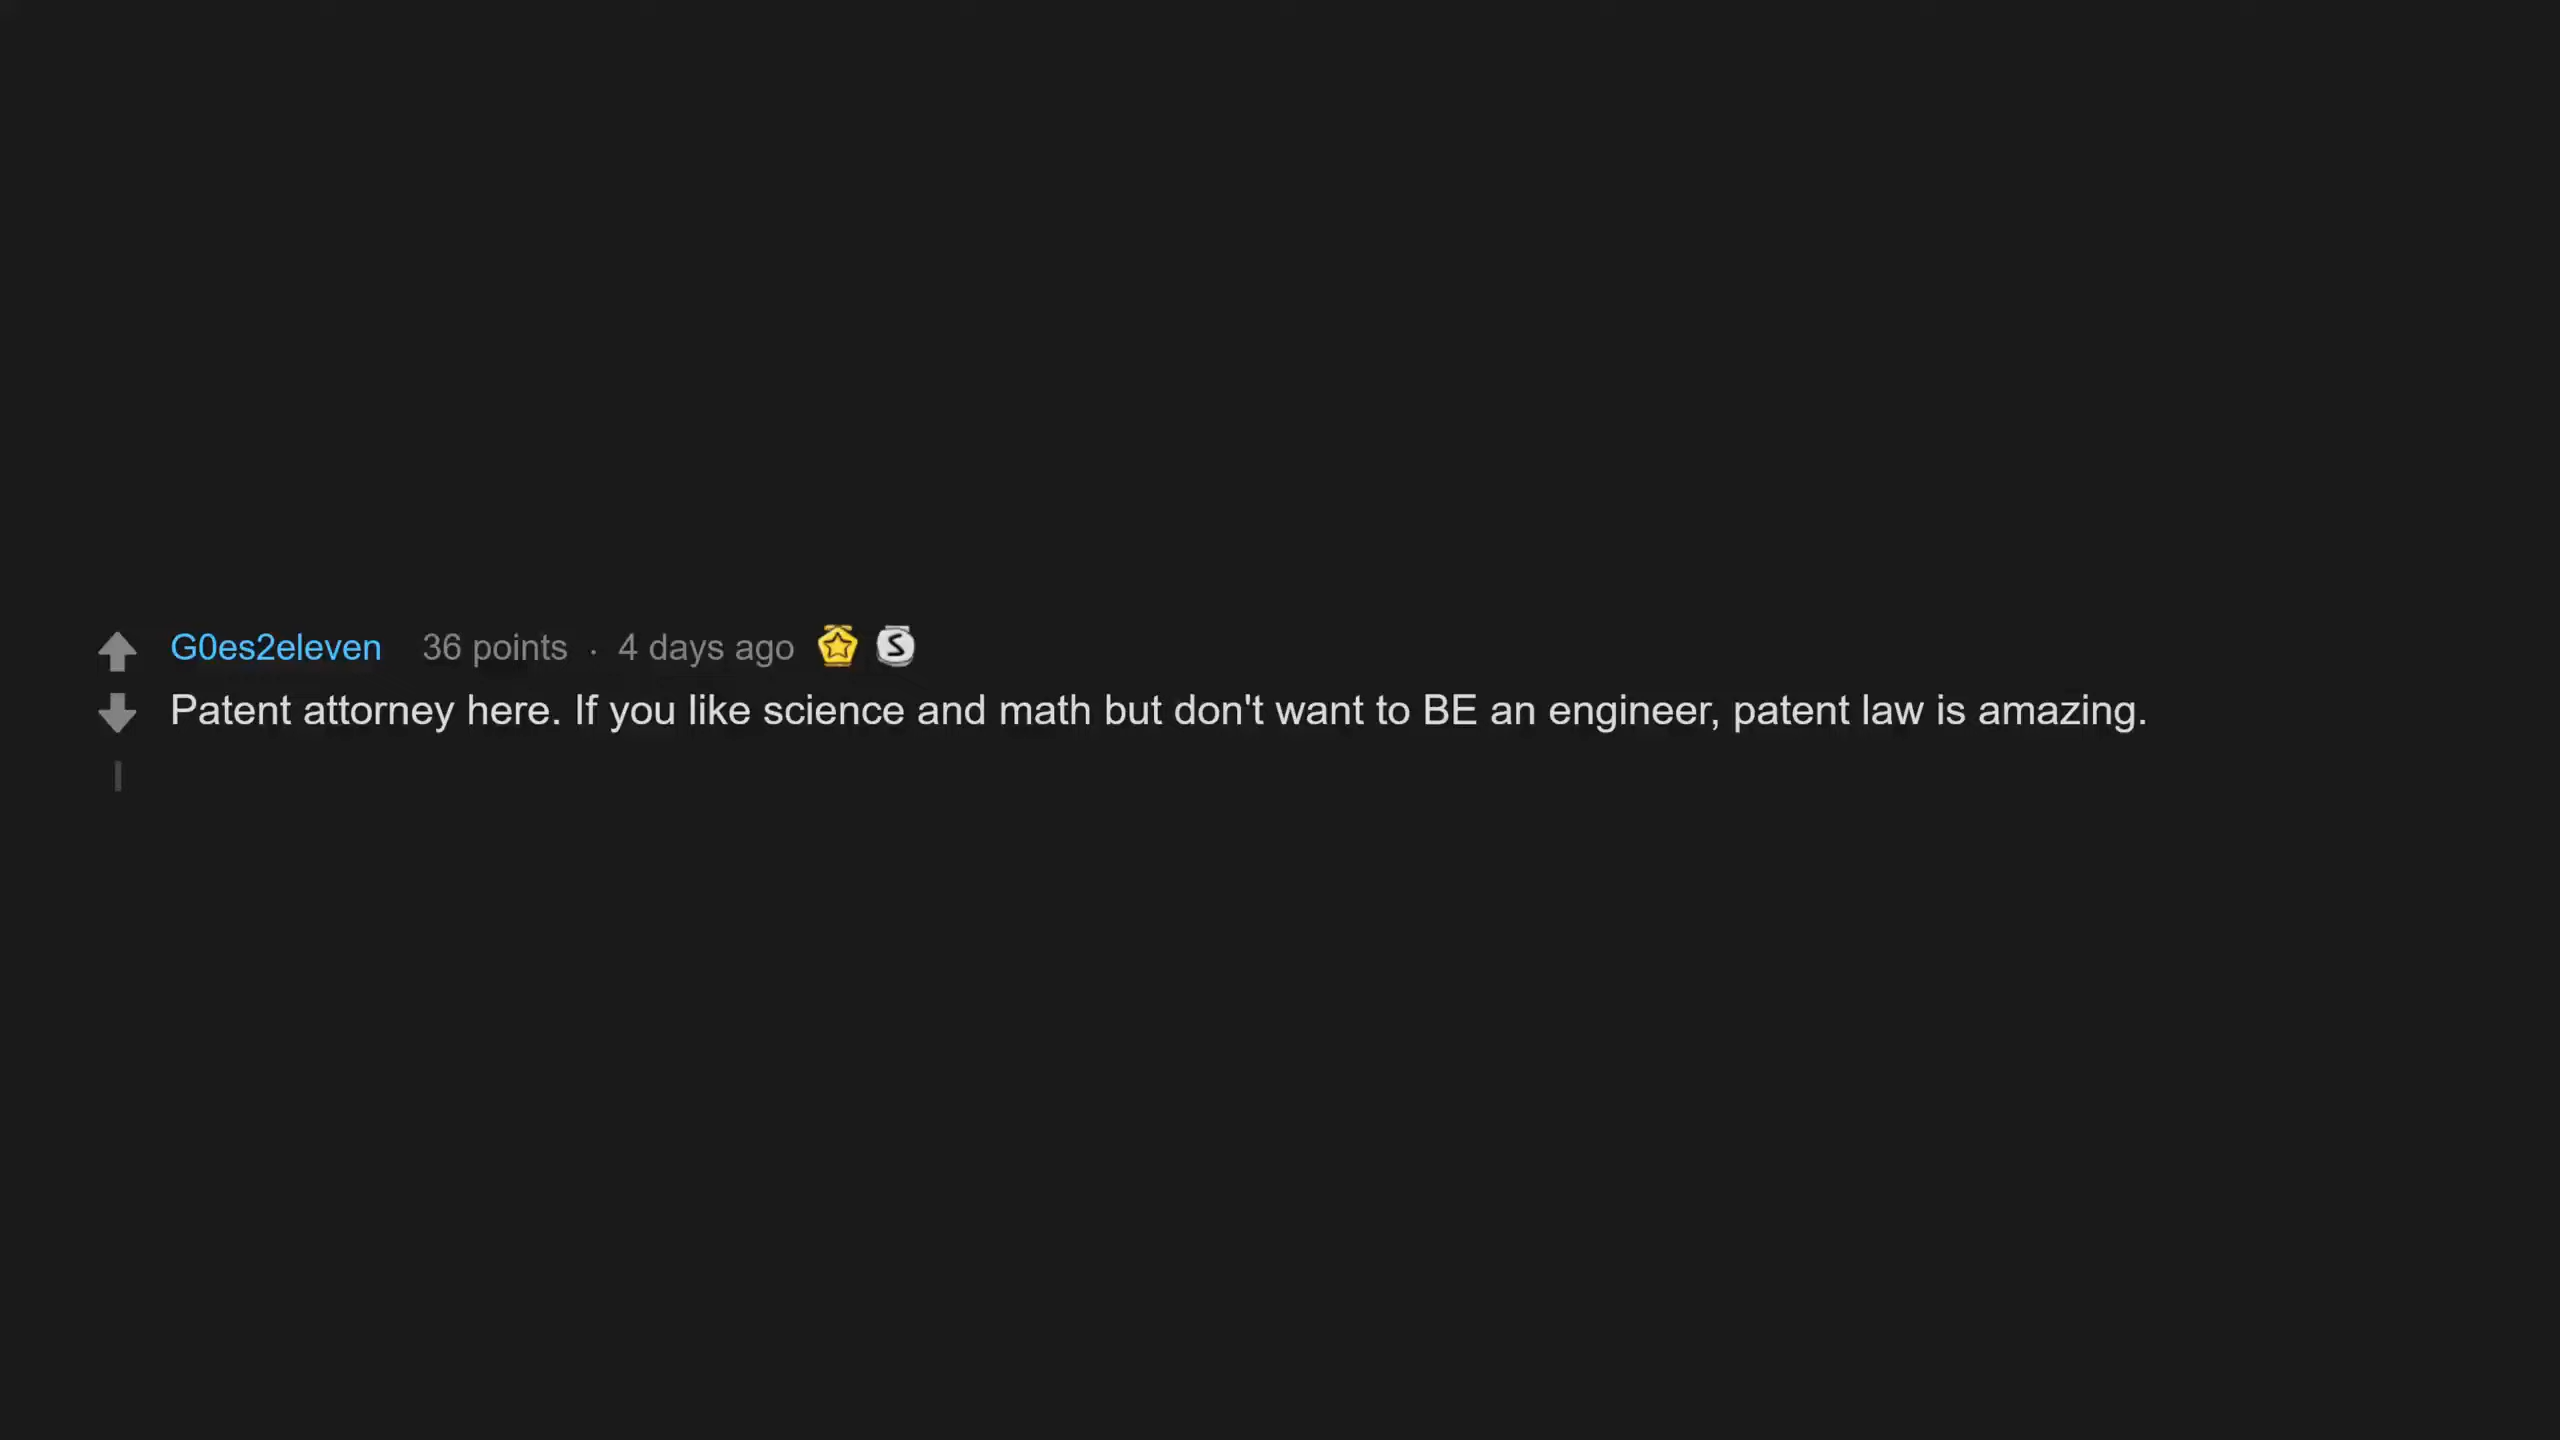 G0es2eleven 36 points · 4 days ago S
Patent attorney here. If you like science and math but don't want to BE an engineer, patent law is amazing.